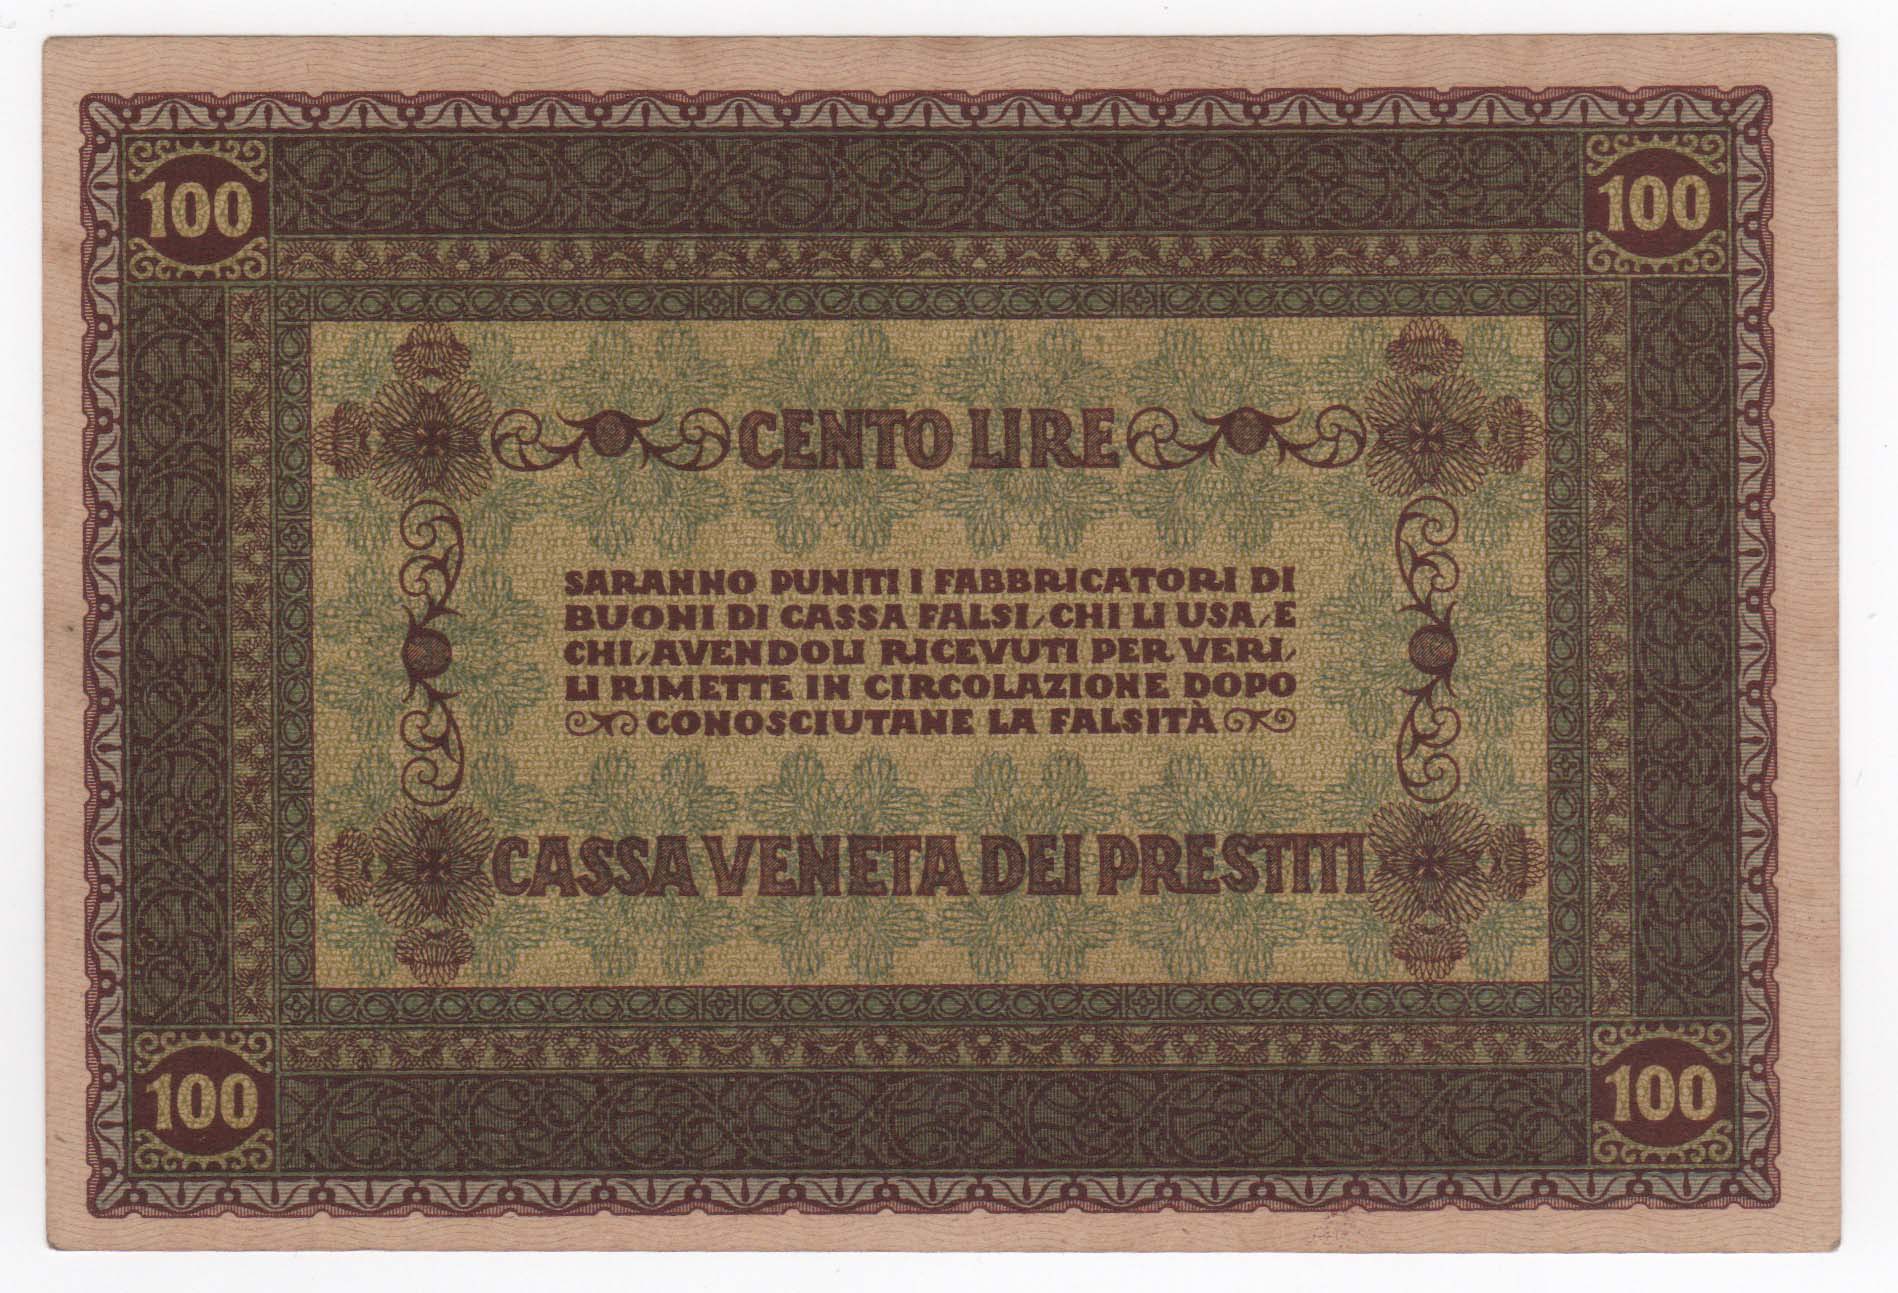 100 100
CENTO LIRE
SARANNO PUNITI I FABBRICATORI DI
BUONI DI CASSA FALSI, CHI LI USA, E
CHI, AVENDOLI RICEVUTI PER VERI,
LI RIMETTE IN CIRCOLAZIONE DOPO
CONOSCIUTANE LA FALSITÀ
CASSA VENETA DEI PRESTITI
100 100